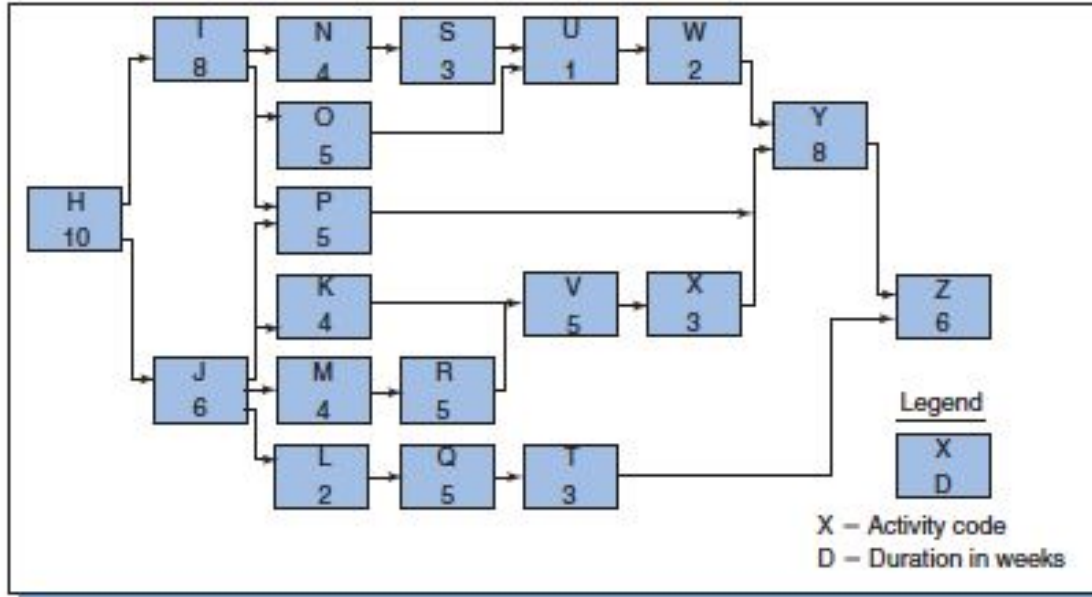 I
8
N
4
S
3
U
1
W
2
O
5
Y
8
H
10
P
5
K
4
V
5
X
3
Z
6
J
6
M
4
R
5
Legend
L
2
Q
5
T
3
X
D
X – Activity code
D – Duration in weeks